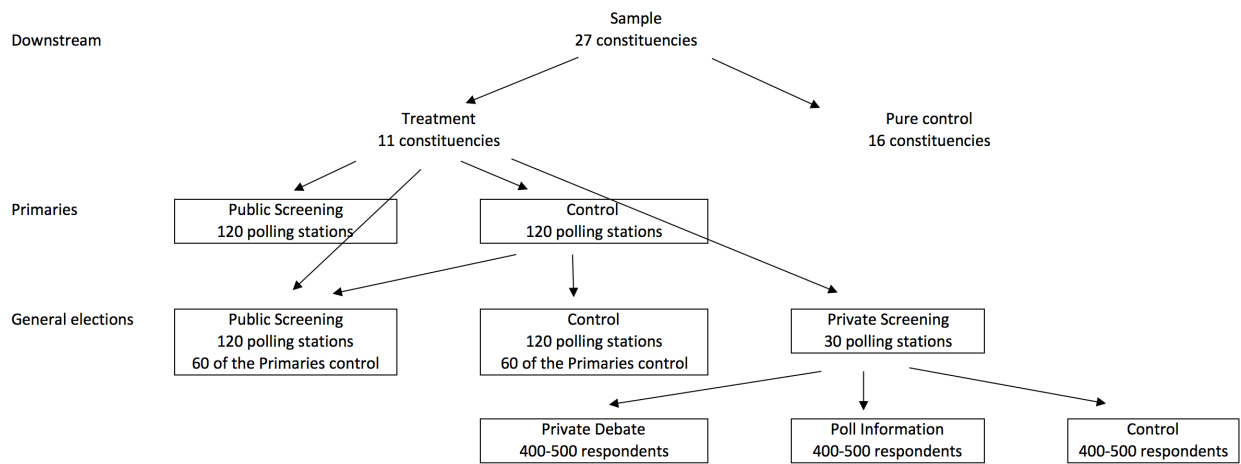 Sample
Downstream
27 constituencies
Treatment
11 constituencies
Pure control
16 constituencies
Primaries
Public Screening
120 polling stations
Control
120 polling stations
General elections
Public Screening
120 polling stations
60 of the Primaries control
Control
120 polling stations
60 of the Primaries control
Private Screening
30 polling stations
Private Debate
400-500 respondents
Poll Information
400-500 respondents
Control
400-500 respondents